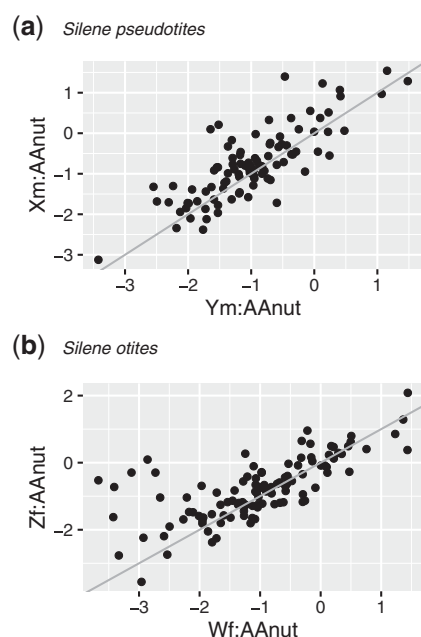 (a) Silene pseudotites
1
0
−1
−2
−3
Xm:AAnut
−3 −2 −1 0 1
Ym:AAnut
(b) Silene otites
2
0
−2
Zf:AAnut
−3 −2 −1 0 1
Wf:AAnut